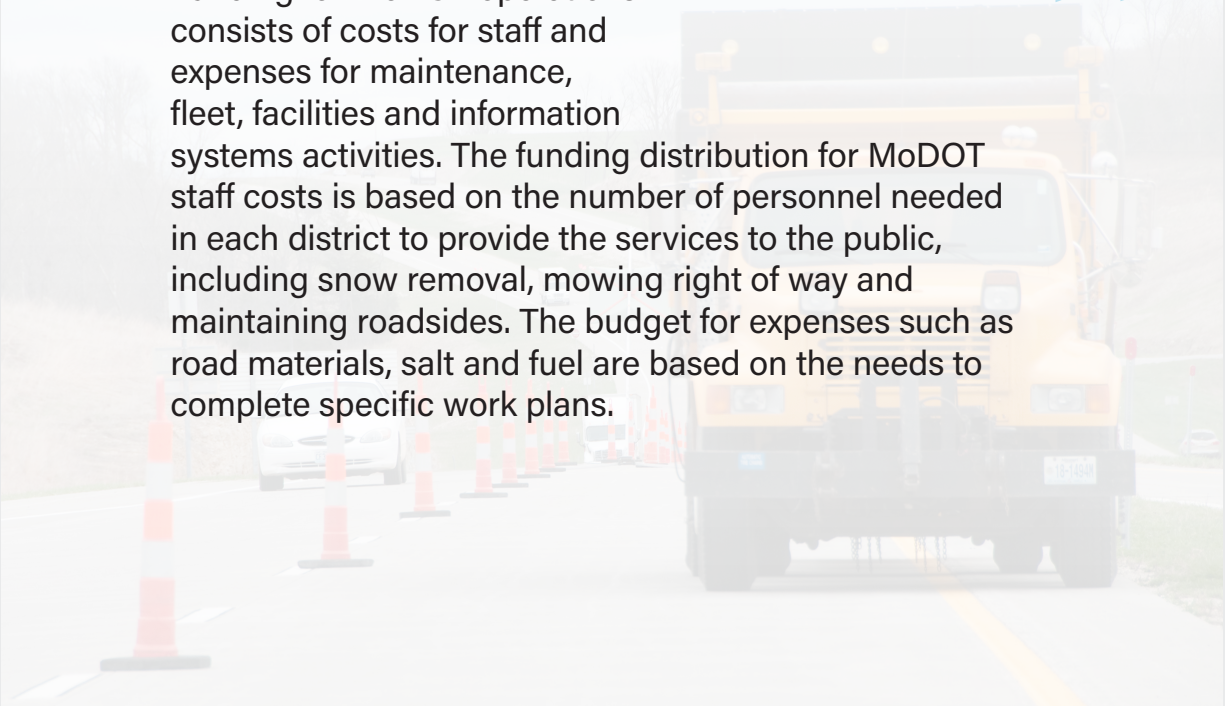 consists of costs for staff and
expenses for maintenance,
fleet, facilities and information
systems activities. The funding distribution for MoDOT
staff costs is based on the number of personnel needed
in each district to provide the services to the public,
including snow removal, mowing right of way and
maintaining roadsides. The budget for expenses such as
road materials, salt and fuel are based on the needs to
complete specific work plans.